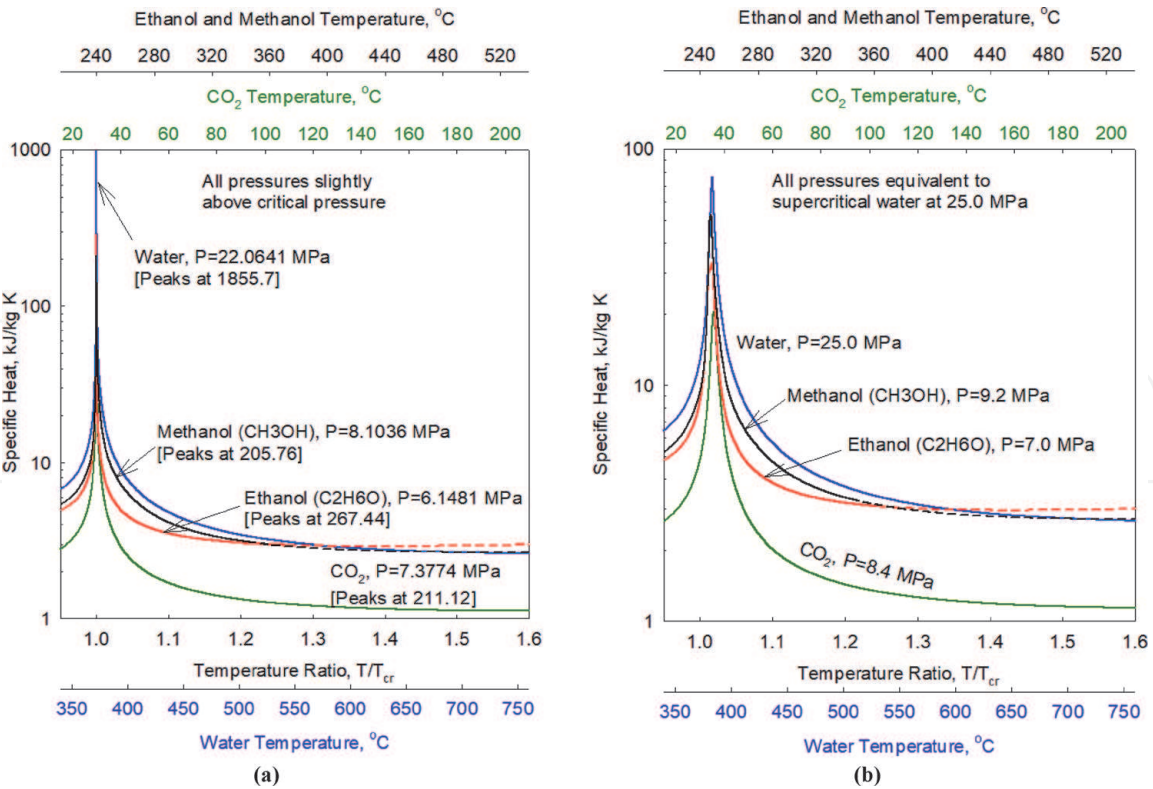 Ethanol and Methanol Temperature, °C
240 280 320 360 400 440 480 520
CO2 Temperature, °C
20 40 60 80 100 120 140 160 180 200
1000
All pressures slightly
above critical pressure
Water, P=22.0641 MPa
[Peaks at 1855.7]
100
Specific Heat, kJ/kg K
Methanol (CH3OH), P=8.1036 MPa
[Peaks at 205.76]
10
Ethanol (C2H6O), P=6.1481 MPa
[Peaks at 267.44]
CO2, P=7.3774 MPa
[Peaks at 211.12]
1
1.0 1.1 1.2 1.3 1.4 1.5 1.6
Temperature Ratio, T/Tcr
350 400 450 500 550 600 650 700 750
Water Temperature, °C
(a)
Ethanol and Methanol Temperature, °C
240 280 320 360 400 440 480 520
CO2 Temperature, °C
20 40 60 80 100 120 140 160 180 200
100
All pressures equivalent to
supercritical water at 25.0 MPa
Specific Heat, kJ/kg K
Water, P=25.0 MPa
10
Methanol (CH3OH), P=9.2 MPa
Ethanol (C2H6O), P=7.0 MPa
CO2, P=8.4 MPa
1
1.0 1.1 1.2 1.3 1.4 1.5 1.6
Temperature Ratio, T/Tcr
350 400 450 500 550 600 650 700 750
Water Temperature, °C
(b)